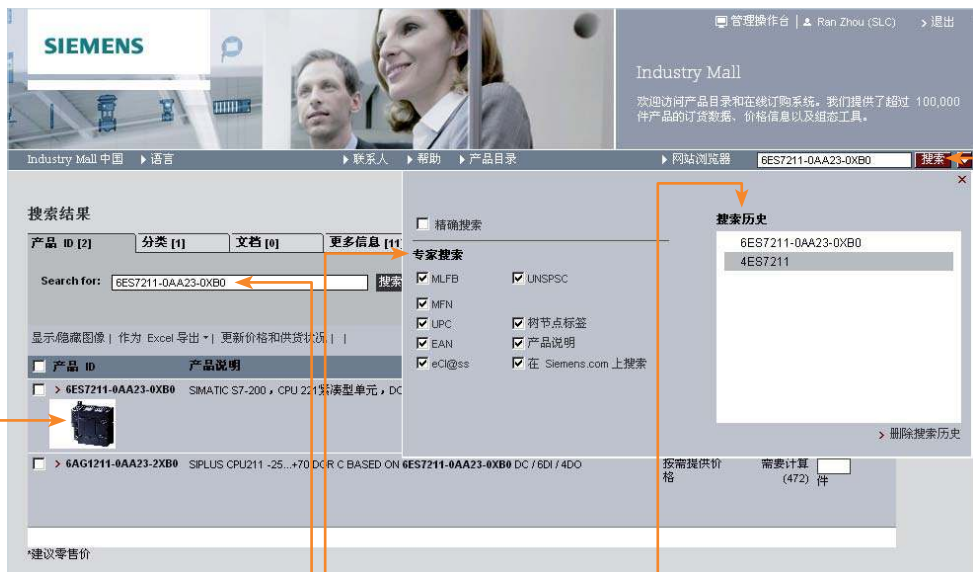 管理操作台 | Ran Zhou (SLC) > 退出
SIEMENS
Industry Mall
欢迎访问产品目录和在线订购系统。我们提供了超过 100,000
件产品的订货数据、价格信息以及组态工具。
Industry Mall 中国 语言 联系人 帮助 产品目录 网站浏览器 6ES7211-0AA23-0XB0 搜索
×
搜索结果
产品 ID [2] 分类 [1] 文档 [0] 更多信息 [11]
Search for: 6ES7211-0AA23-0XB0 搜索
显示/隐藏图像 | 作为 Excel 导出 | 更新价格和供货状况 | |
产品 ID 产品说明
> 6ES7211-0AA23-0XB0 SIMATIC S7-200，CPU 221紧凑型单元，DC
> 6AG1211-0AA23-2XB0 SIPLUS CPU211 -25...+70 DGR C BASED ON 6ES7211-0AA23-0XB0 DC / 6DI / 4DO 按需提供价格 需要计算 (472) 件
*建议零售价
精确搜索
专家搜索
MLFB UNSPSC
MFN
UPC 树节点标签
EAN 产品说明
eCl@ss 在 Siemens.com 上搜索
搜索历史
6ES7211-0AA23-0XB0
4ES7211
> 删除搜索历史